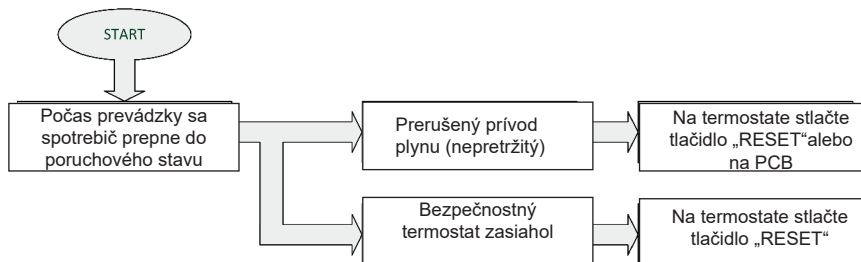 START
Počas prevádzky sa
spotrebič prepne do
poruchového stavu
Prerušený prívod
plynu (nepretržitý)
Na termostate stlačte
tlačidlo „RESET“alebo
na PCB
Bezpečnostný
termostat zasiahol
Na termostate stlačte
tlačidlo „RESET“